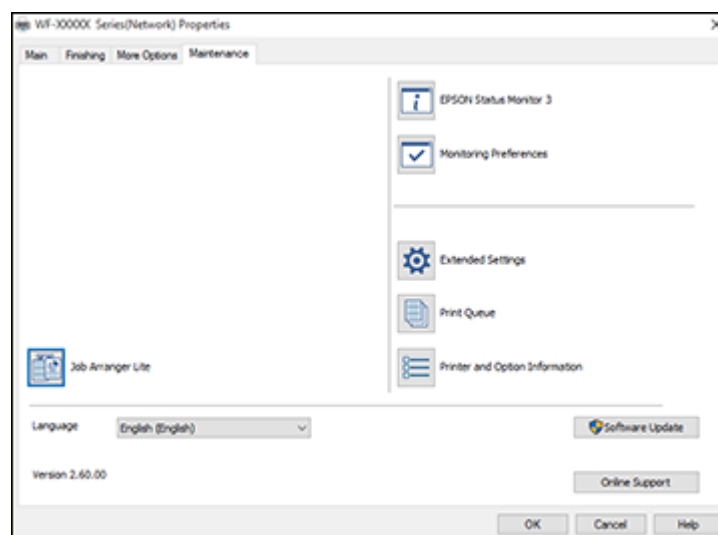 WF-XXXXX Series(Network) Properties
Main Finishing More Options Maintenance
EPSON Status Monitor 3
Monitoring Preferences
Extended Settings
Print Queue
Job Arranger Lite
Printer and Option Information
Language English (English)
Software Update
Version 2.60.00
Online Support
OK Cancel Help